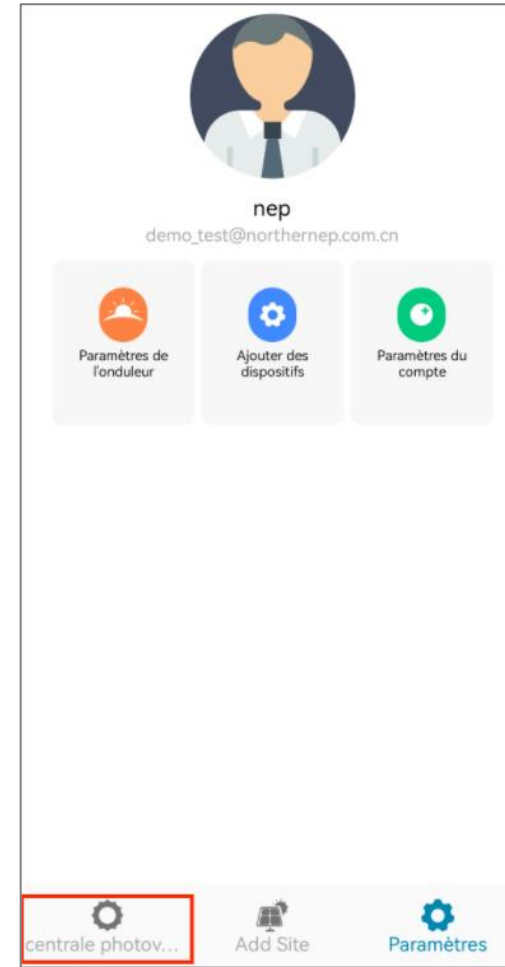 nep
demo_test@northernep.com.cn
Paramètres de
l'onduleur
Ajouter des
dispositifs
Paramètres du
compte
centrale photov...
Add Site
Paramètres